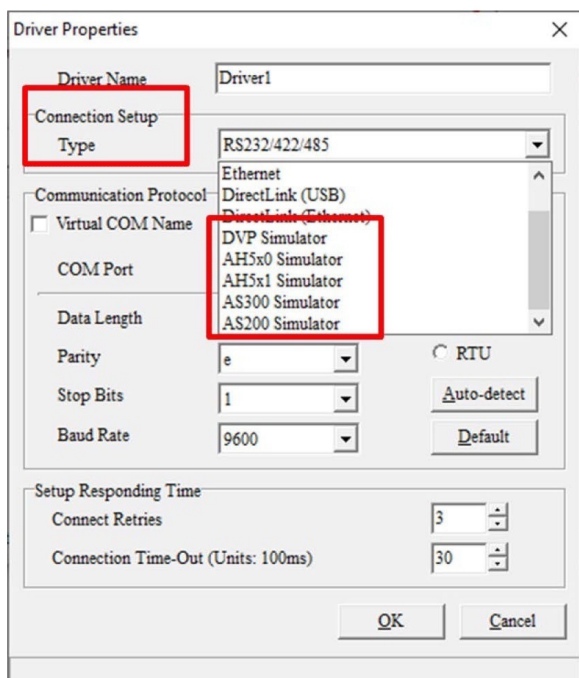 Driver Properties
Driver Name Driver1
Connection Setup
Type RS232/422/485
Ethernet
DirectLink (USB)
DirectLink (Ethernet)
DVP Simulator
AH5x0 Simulator
AH5x1 Simulator
AS300 Simulator
AS200 Simulator
Communication Protocol
Virtual COM Name
COM Port
Data Length
Parity e RTU
Stop Bits 1 Auto-detect
Baud Rate 9600 Default
Setup Responding Time
Connect Retries 3
Connection Time-Out (Units: 100ms) 30
OK Cancel